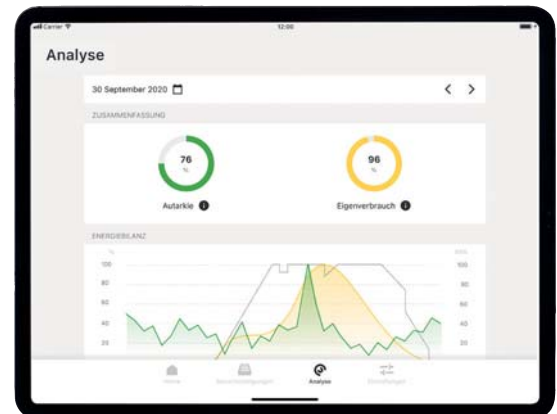 Carrier
12:00
Analyse
30 September 2020
ZUSAMMENFASSUNG
76
%
96
%
Autarkie
Eigenverbrauch
ENERGIEBILANZ
%
100 100
80 80
60 60
40 40
20 20
Home Benachrichtigungen Analyse Einstellungen